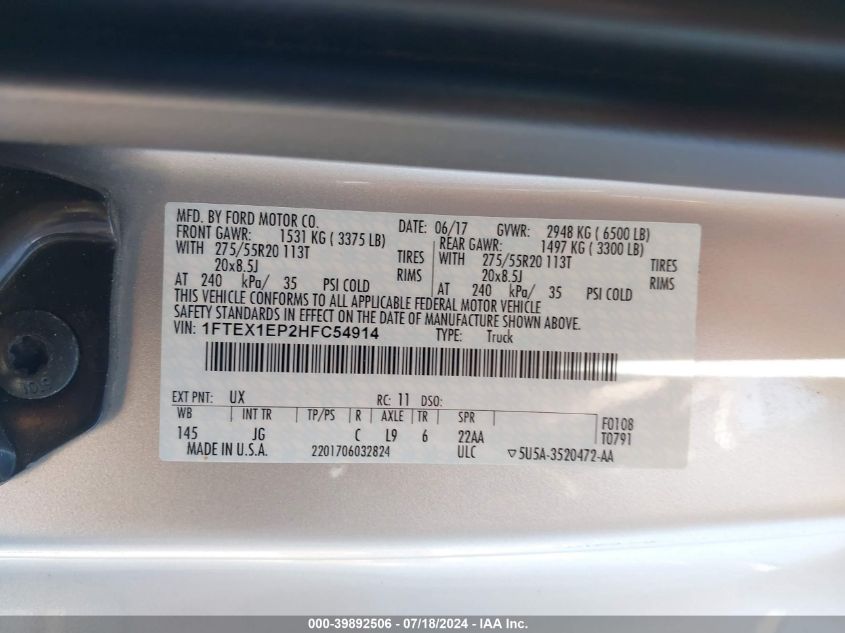 MFD. BY FORD MOTOR CO. DATE: 06/17 GVWR: 2948 KG ( 6500 LB)
FRONT GAWR: 1531 KG ( 3375 LB) REAR GAWR: 1497 KG ( 3300 LB)
WITH 275/55R20 113T TIRES WITH 275/55R20 113T TIRES
20x8.5J RIMS 20x8.5J RIMS
AT 240 kPa/ 35 PSI COLD AT 240 kPa/ 35 PSI COLD
THIS VEHICLE CONFORMS TO ALL APPLICABLE FEDERAL MOTOR VEHICLE
SAFETY STANDARDS IN EFFECT ON THE DATE OF MANUFACTURE SHOWN ABOVE.
VIN: 1FTEX1EP2HFC54914 TYPE: Truck
EXT PNT: UX RC: 11 DSO:
WB INT TR TP/PS R AXLE TR SPR F0108
145 JG C L9 6 22AA T0791
MADE IN U.S.A. 2201706032824 ULC ▽5U5A-3520472-AA
000-39892506 - 07/18/2024 - IAA Inc.